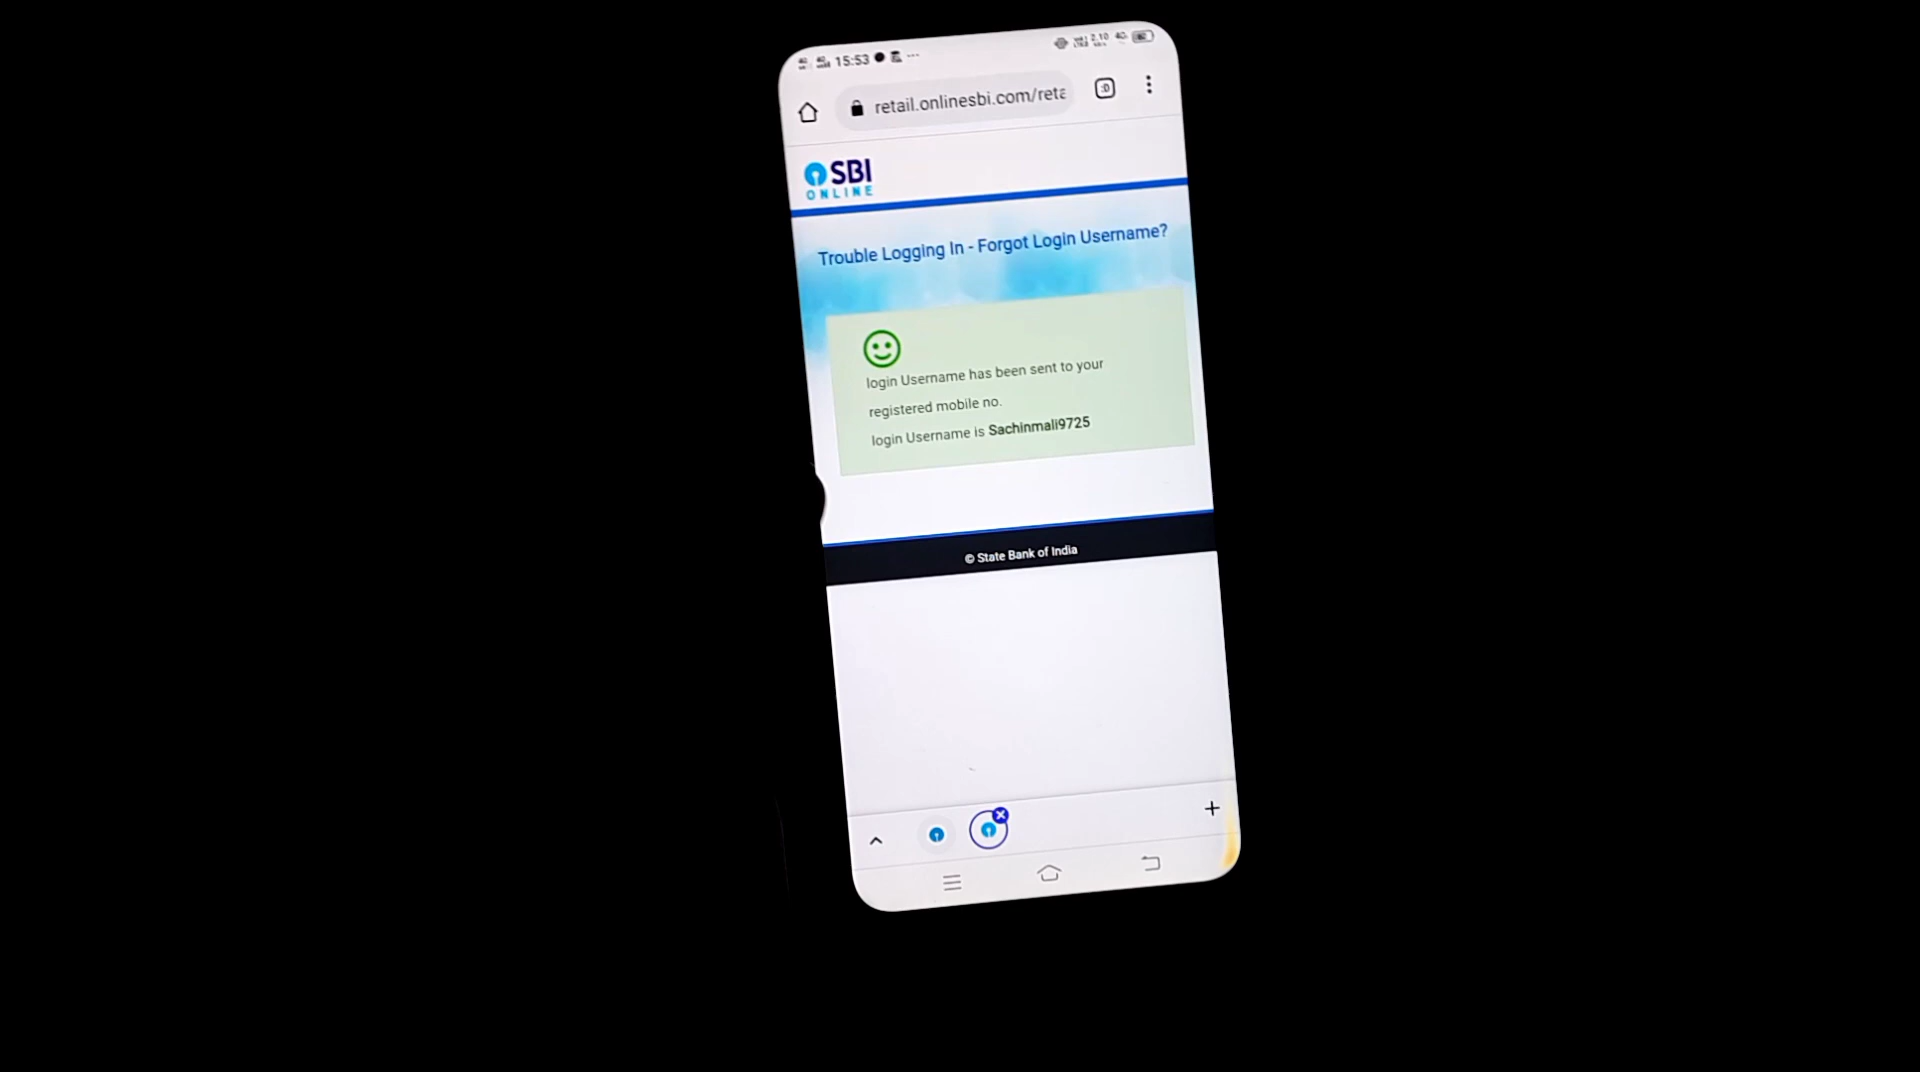 15:53
retail.onlinesbi.com/reta
SBI
ONLINE
Trouble Logging In - Forgot Login Username?
login Username has been sent to your
registered mobile no.
login Username is Sachinmali9725
© State Bank of India